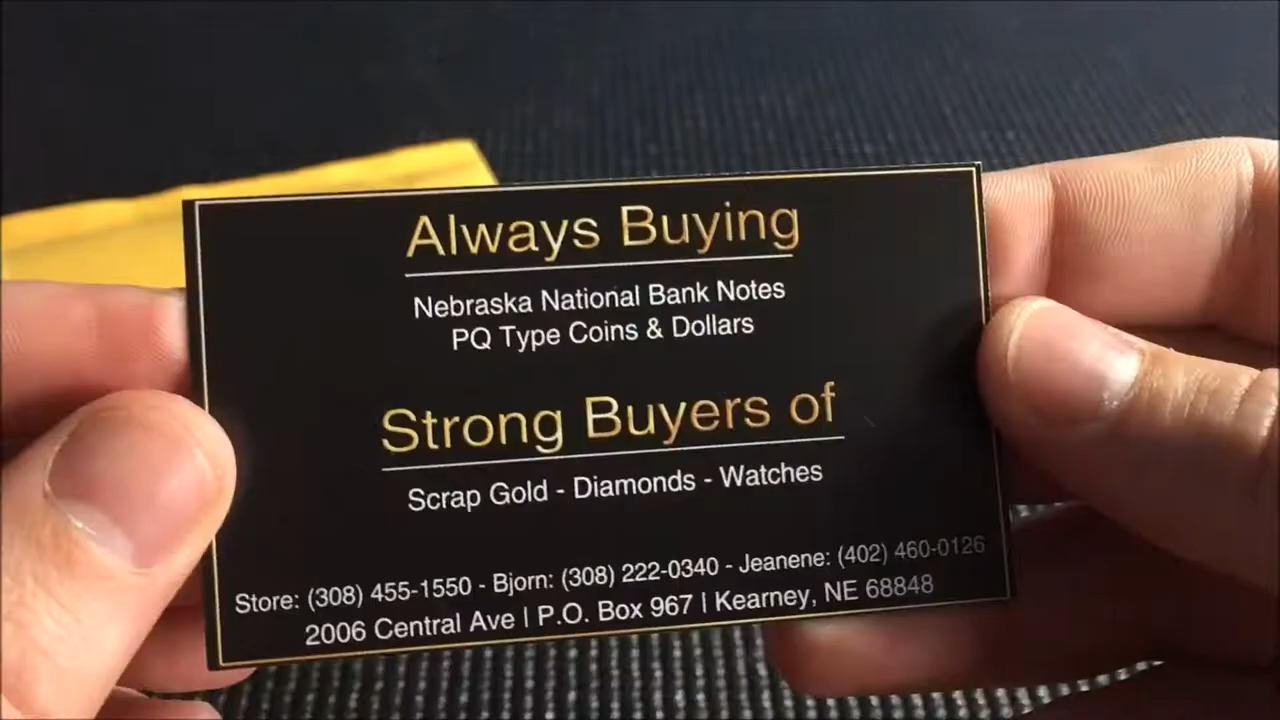 Always Buying
Nebraska National Bank Notes
PQ Type Coins & Dollars
Strong Buyers of
Scrap Gold - Diamonds - Watches
Store: (308) 455-1550 - Bjorn: (308) 222-0340 - Jeanene: (402) 460-0126
2006 Central Ave | P.O. Box 967 | Kearney, NE 68848